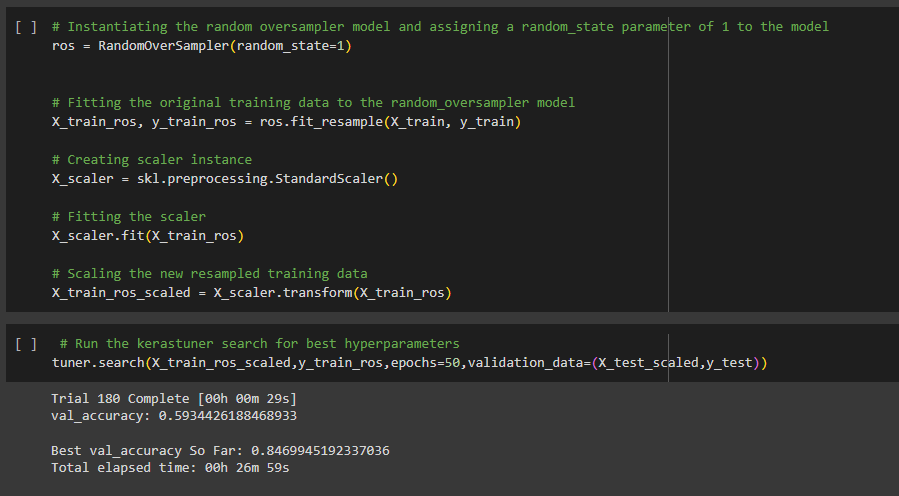 [ ] # Instantiating the random oversampler model and assigning a random_state parameter of 1 to the model
ros = RandomOverSampler(random_state=1)
# Fitting the original training data to the random_oversampler model
X_train_ros, y_train_ros = ros.fit_resample(X_train, y_train)
# Creating scaler instance
X_scaler = skl.preprocessing.StandardScaler()
# Fitting the scaler
X_scaler.fit(X_train_ros)
# Scaling the new resampled training data
X_train_ros_scaled = X_scaler.transform(X_train_ros)
[ ] # Run the kerastuner search for best hyperparameters
tuner.search(X_train_ros_scaled,y_train_ros,epochs=50,validation_data=(X_test_scaled,y_test))
Trial 180 Complete [00h 00m 29s]
val_accuracy: 0.5934426188468933
Best val_accuracy So Far: 0.8469945192337036
Total elapsed time: 00h 26m 59s